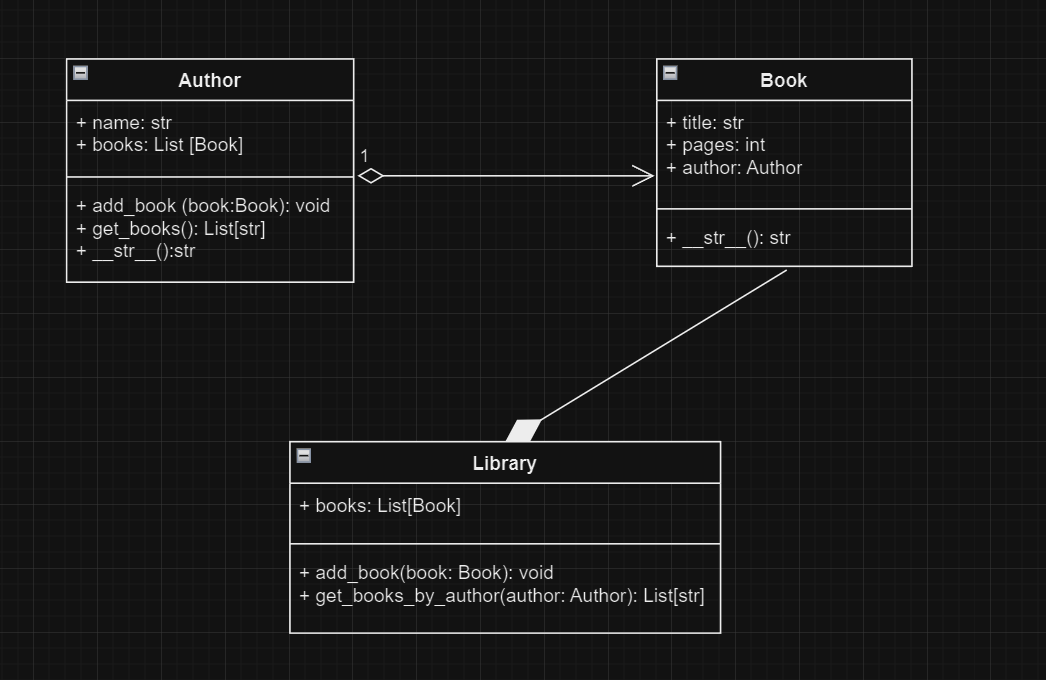 Author
+ name: str
+ books: List [Book]
+ add_book (book:Book): void
+ get_books(): List[str]
+ __str__():str
1
Book
+ title: str
+ pages: int
+ author: Author
+ __str__(): str
Library
+ books: List[Book]
+ add_book(book: Book): void
+ get_books_by_author(author: Author): List[str]